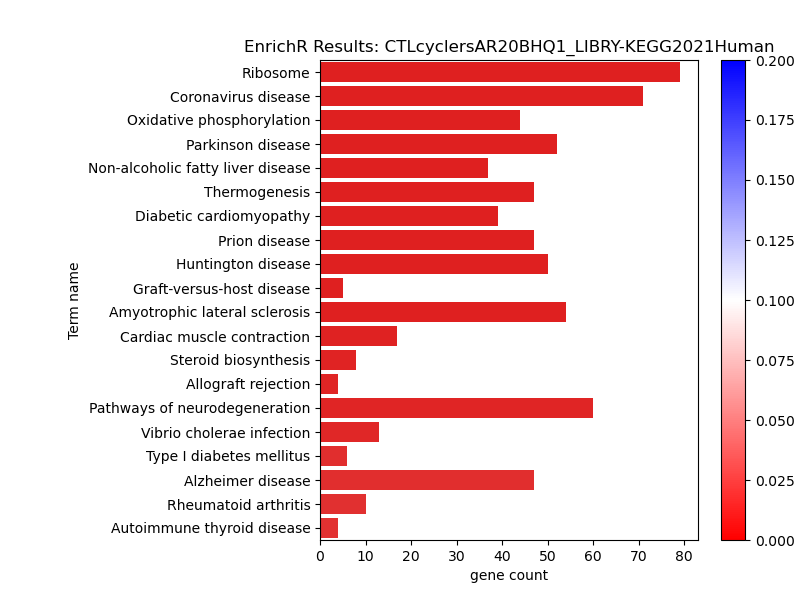 EnrichR Results: CTLcyclersAR20BHQ1_LIBRY-KEGG2021Human
Term name
Ribosome
Coronavirus disease
Oxidative phosphorylation
Parkinson disease
Non-alcoholic fatty liver disease
Thermogenesis
Diabetic cardiomyopathy
Prion disease
Huntington disease
Graft-versus-host disease
Amyotrophic lateral sclerosis
Cardiac muscle contraction
Steroid biosynthesis
Allograft rejection
Pathways of neurodegeneration
Vibrio cholerae infection
Type I diabetes mellitus
Alzheimer disease
Rheumatoid arthritis
Autoimmune thyroid disease
0 10 20 30 40 50 60 70 80
gene count
0.200
0.175
0.150
0.125
0.100
0.075
0.050
0.025
0.000